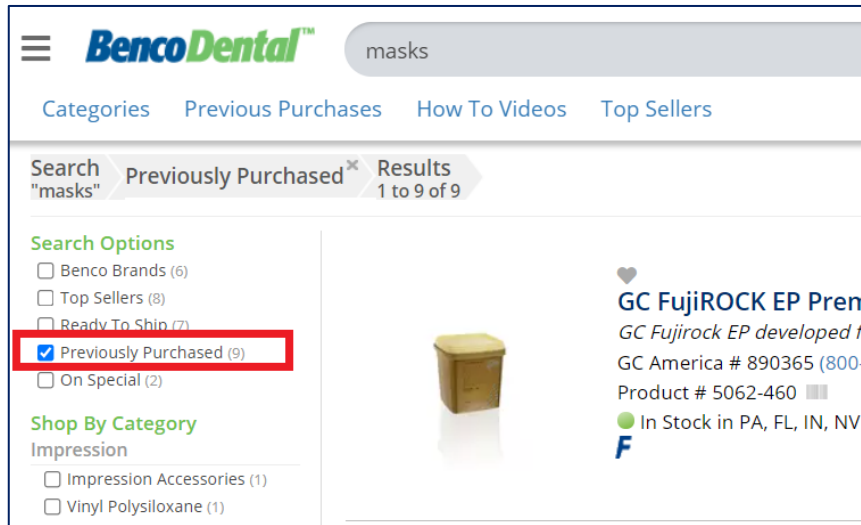 BencoDental™
masks
Categories Previous Purchases How To Videos Top Sellers
Search "masks"
Previously Purchased ×
Results 1 to 9 of 9
Search Options
Benco Brands (6)
Top Sellers (8)
Ready To Ship (7)
Previously Purchased (9)
On Special (2)
Shop By Category
Impression
Impression Accessories (1)
Vinyl Polysiloxane (1)
GC FujiROCK EP Prem
GC Fujirock EP developed f
GC America # 890365 (800-
Product # 5062-460
In Stock in PA, FL, IN, NV
F